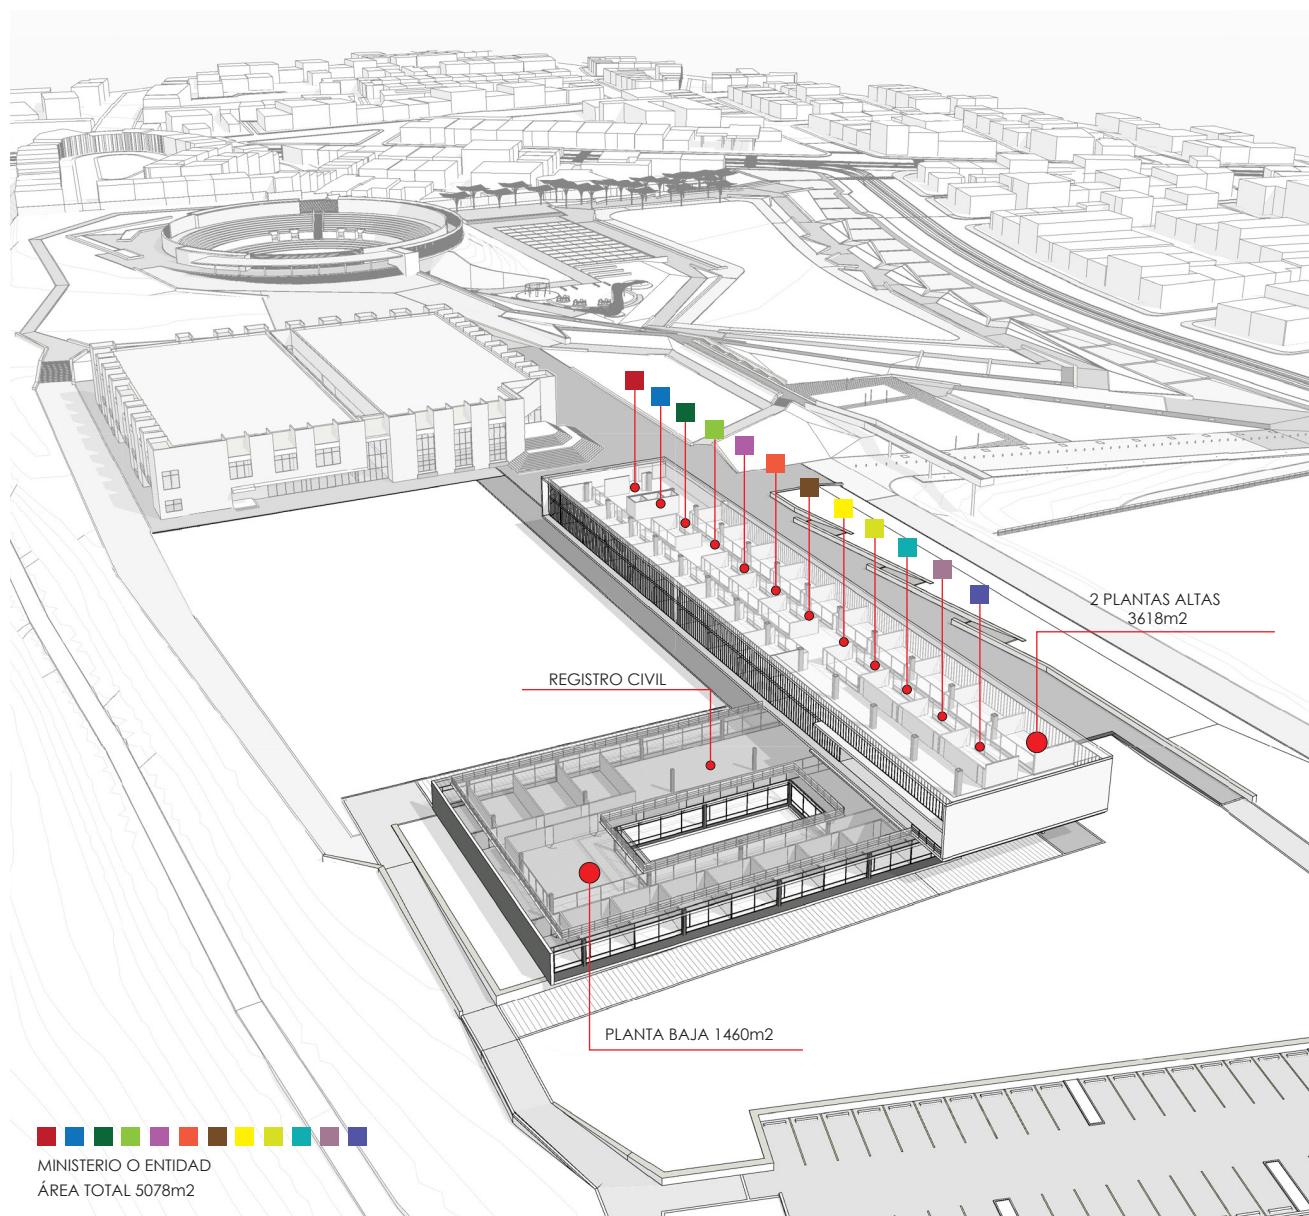 2 PLANTAS ALTAS
3618m2
REGISTRO CIVIL
PLANTA BAJA 1460m2
MINISTERIO O ENTIDAD
ÁREA TOTAL 5078m2